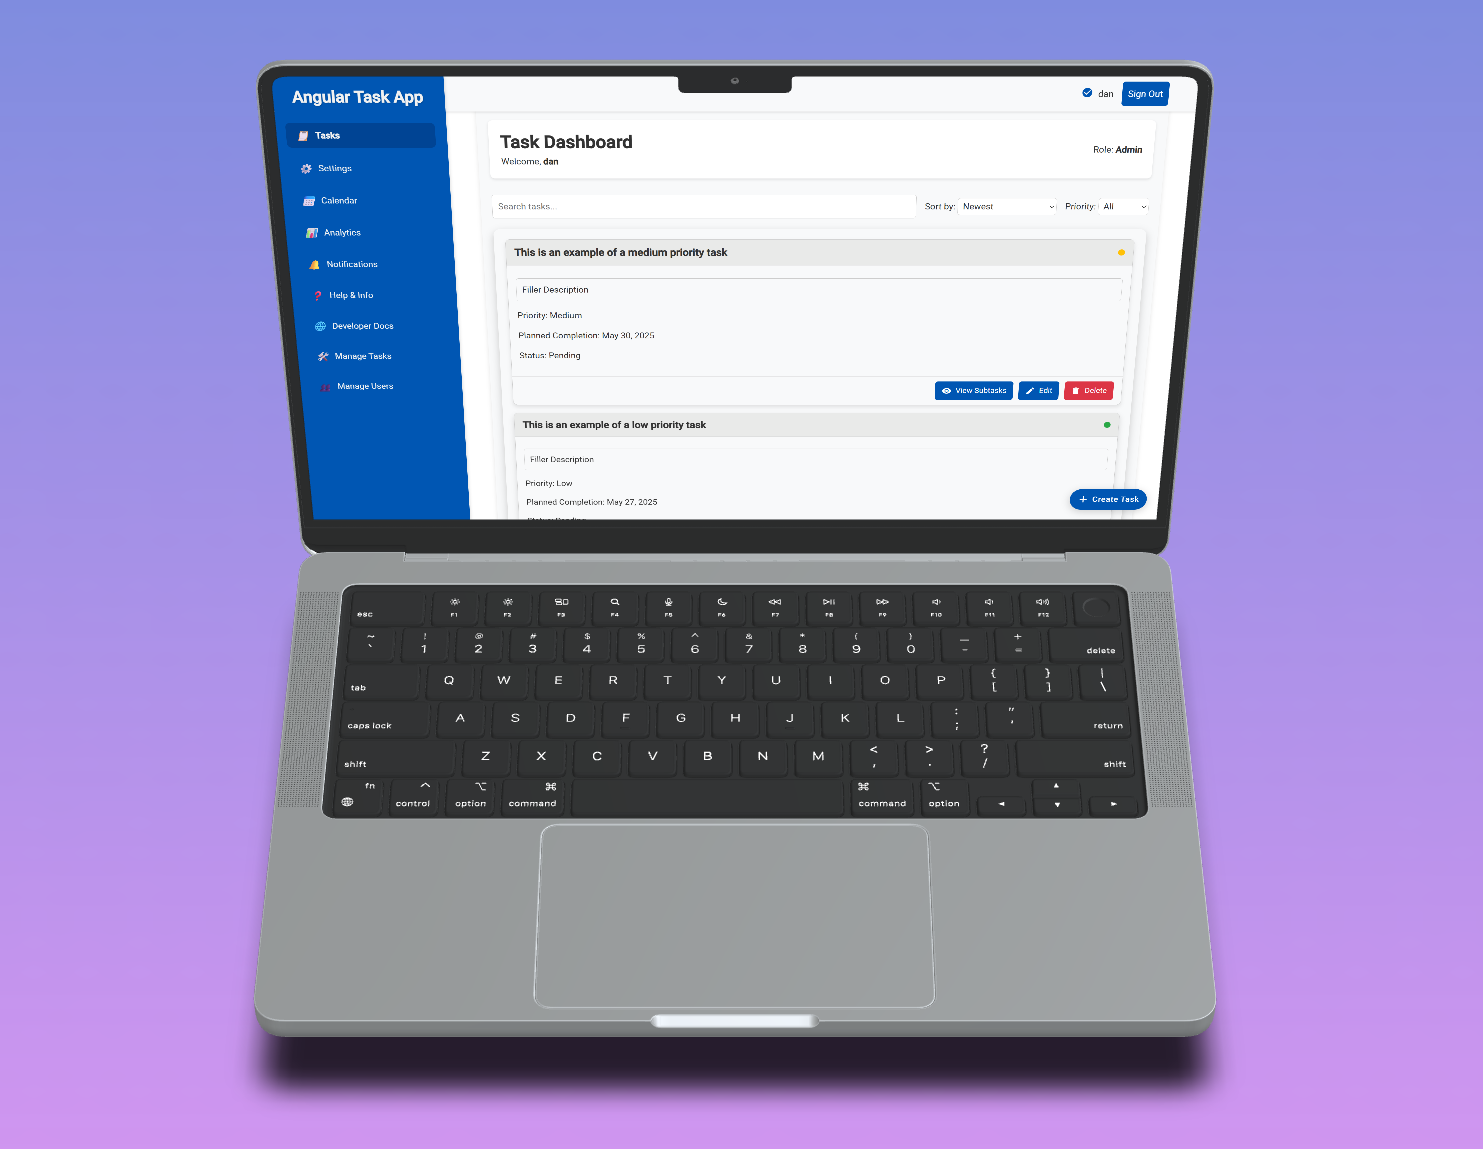 Angular Task App
dan Sign Out
Tasks
Settings
Calendar
Analytics
Notifications
Help & Info
Developer Docs
Manage Tasks
Manage Users
Task Dashboard
Welcome, dan
Role: Admin
Search tasks...
Sort by: Newest
Priority: All
This is an example of a medium priority task
Filler Description
Priority: Medium
Planned Completion: May 30, 2025
Status: Pending
View Subtasks Edit Delete
This is an example of a low priority task
Filler Description
Priority: Low
Planned Completion: May 27, 2025
+ Create Task
esc F1 F2 F3 F4 F5 F6 F7 F8 F9 F10 F11 F12
~ ! @ # $ % ^ & * ( ) _ +
` 1 2 3 4 5 6 7 8 9 0 - = delete
{ } |
tab Q W E R T Y U I O P [ ] \
: "
caps lock A S D F G H J K L ; ' return
< > ?
shift Z X C V B N M , . / shift
fn ^ ⌥ ⌘ ⌘ ⌥
control option command command option